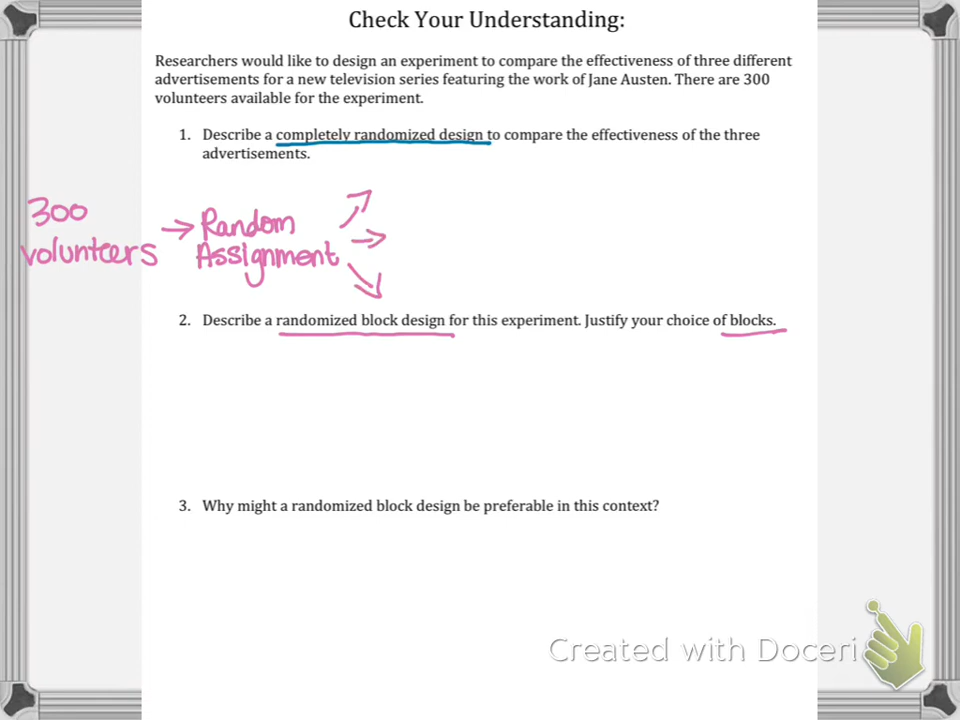 Check Your Understanding:
Researchers would like to design an experiment to compare the effectiveness of three different
advertisements for a new television series featuring the work of Jane Austen. There are 300
volunteers available for the experiment.
1. Describe a completely randomized design to compare the effectiveness of the three
advertisements.
300
volunteers
→ Random
Assignment
2. Describe a randomized block design for this experiment. Justify your choice of blocks.
3. Why might a randomized block design be preferable in this context?
Created with Doceri